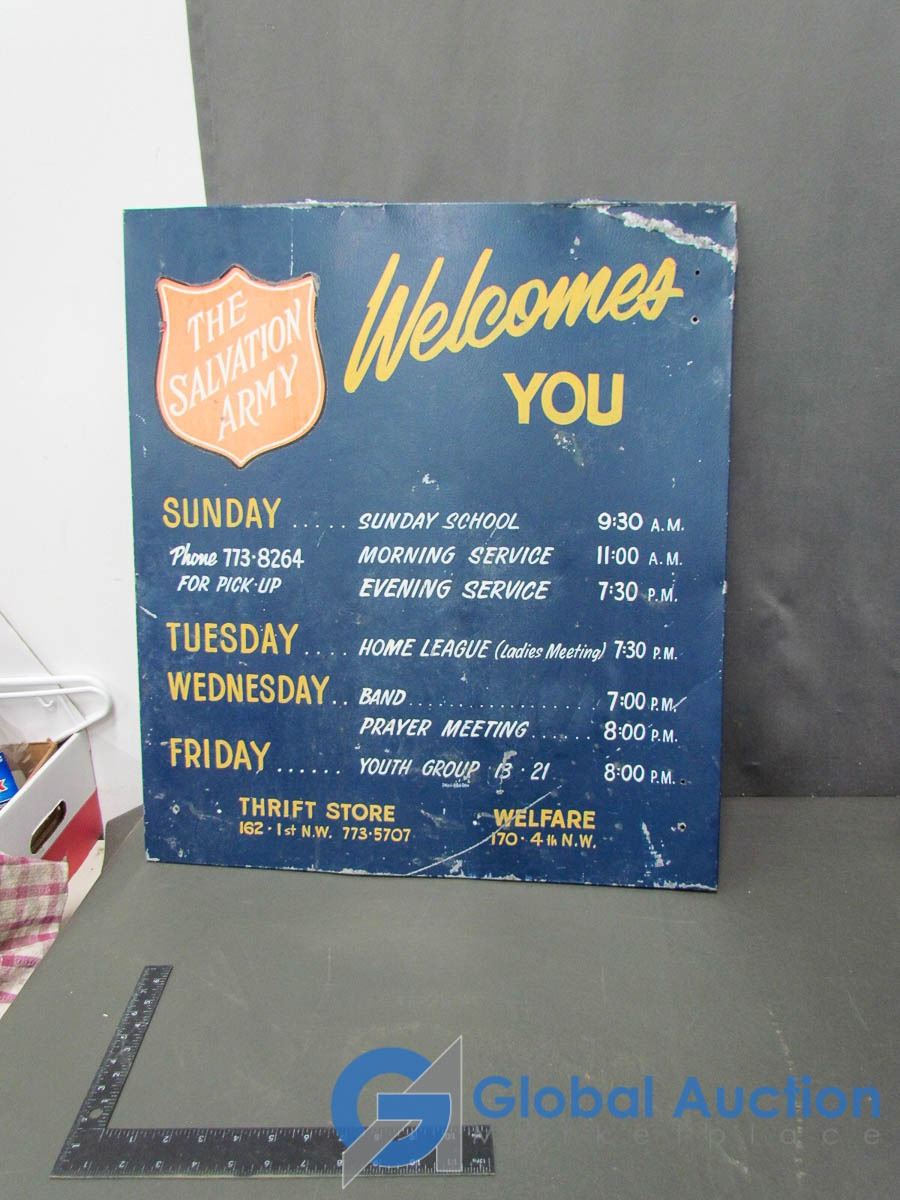 THE
SALVATION
ARMY
Welcomes
YOU
SUNDAY ..... SUNDAY SCHOOL 9:30 A.M.
Phone 773·8264 MORNING SERVICE 11:00 A.M.
FOR PICK-UP EVENING SERVICE 7:30 P.M.
TUESDAY .... HOME LEAGUE (Ladies Meeting) 7:30 P.M.
WEDNESDAY .. BAND .................... 7:00 P.M.
PRAYER MEETING ...... 8:00 P.M.
FRIDAY ...... YOUTH GROUP 13 · 21 8:00 P.M.
THRIFT STORE WELFARE
162 · 1st N.W. 773·5707 170 · 4th N.W.
Global Auction
Marketplace